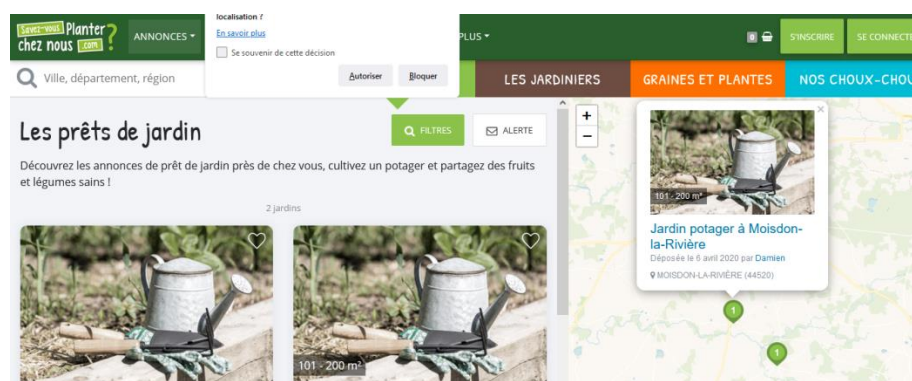 Savez-vous Planter
chez nous .com ?
ANNONCES
localisation ?
En savoir plus
Se souvenir de cette décision
Autoriser
Bloquer
PLUS
0
S'INSCRIRE
SE CONNECTE
Ville, département, région
LES JARDINIERS
GRAINES ET PLANTES
NOS CHOUX-CHOU
Les prêts de jardin
FILTRES
ALERTE
Découvrez les annonces de prêt de jardin près de chez vous, cultivez un potager et partagez des fruits
et légumes sains !
2 jardins
101 - 200 m²
+
−
×
101 - 200 m²
Jardin potager à Moisdon-
la-Rivière
Déposée le 6 avril 2020 par Damien
MOISDON-LA-RIVIÈRE (44520)
1
1